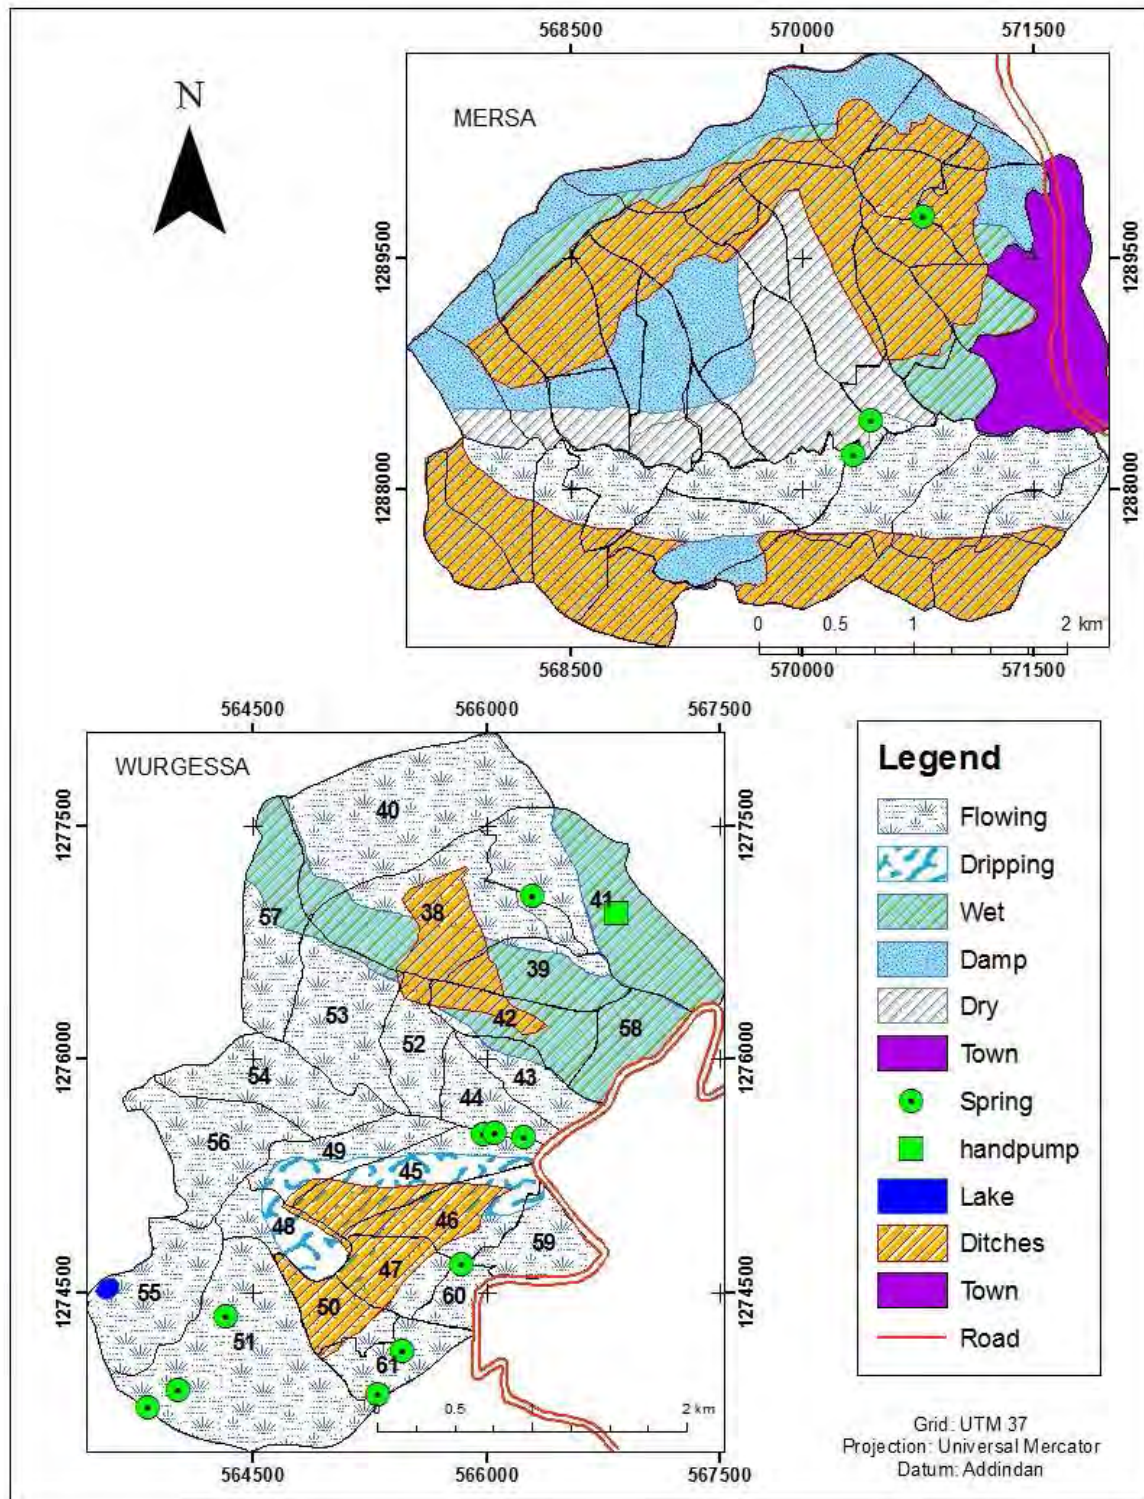 568500 570000 571500
N
MERSA
1289500 1289500
1288000 1288000
0 0.5 1 2 km
568500 570000 571500
564500 566000 567500
WURGESSA
Legend
40
1277500 1277500
Flowing
Dripping
41
38
57
Wet
39
Damp
42 58
53
52
Dry
1276000 1276000
43
54
Town
44
Spring
56
49
handpump
45
Lake
46
48
59
Ditches
47
55 60
1274500 1274500
50
Town
51
61
Road
0.5 2 km
Grid: UTM 37
Projection: Universal Mercator
Datum: Addindan
564500 566000 567500